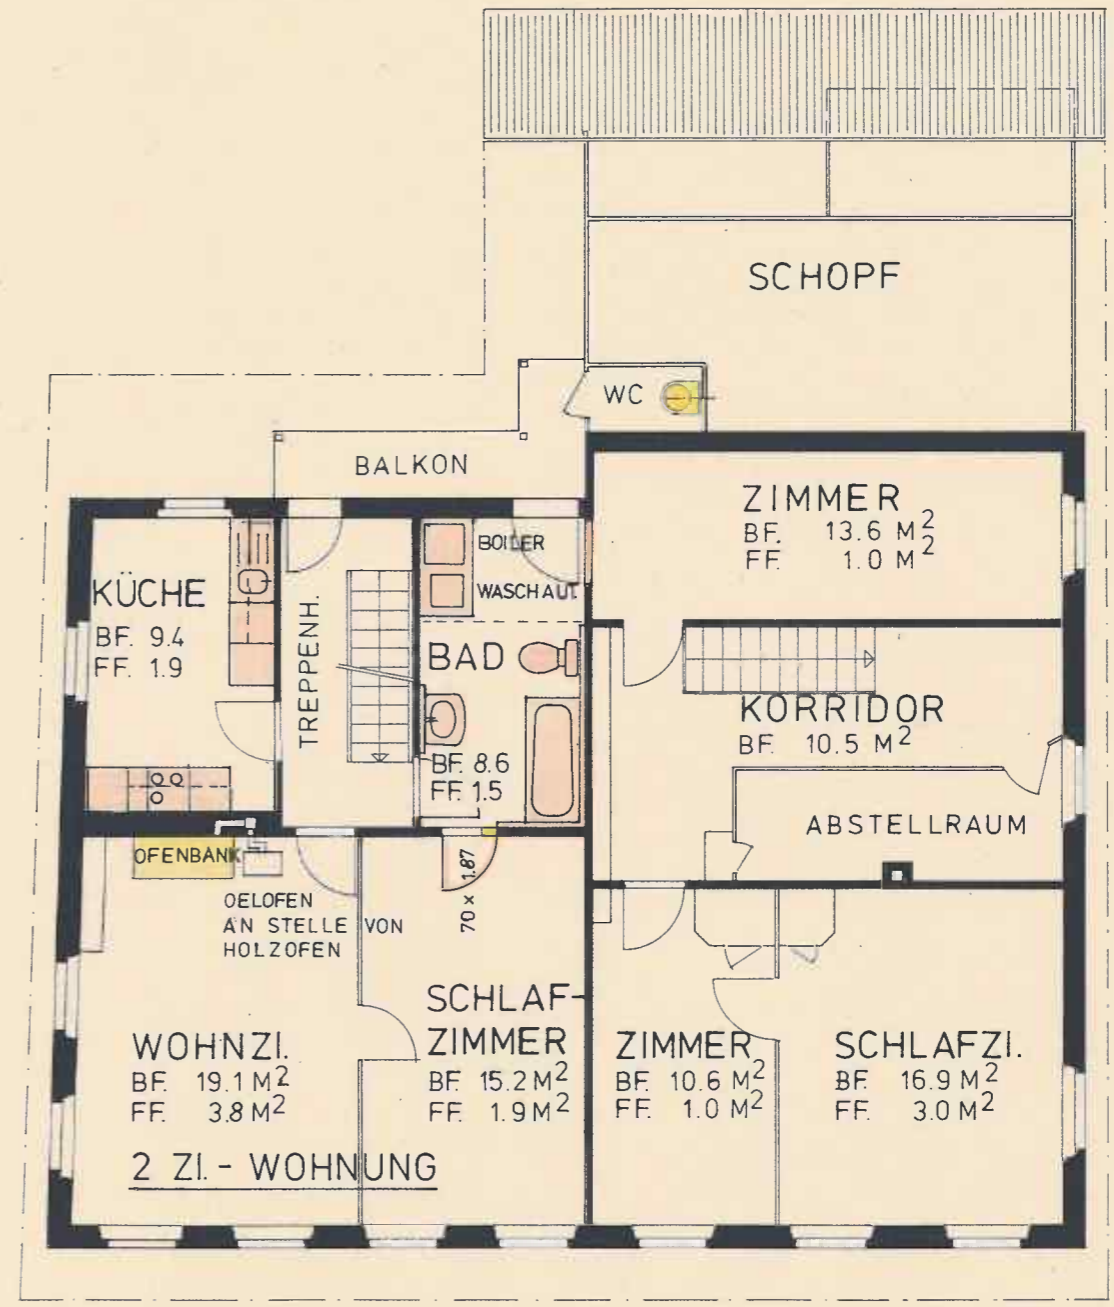 SCHOPF
WC
BALKON
ZIMMER
BF. 13.6 M²
FF. 1.0 M²
KÜCHE
BF. 9.4
FF. 1.9
TREPPENH.
BOILER
WASCHAUT.
BAD
BF. 8.6
FF. 1.5
KORRIDOR
BF. 10.5 M²
ABSTELLRAUM
OFENBANK
OELOFEN
AN STELLE VON
HOLZOFEN
70 x 1.87
WOHNZI.
BF. 19.1 M²
FF. 3.8 M²
SCHLAF-
ZIMMER
BF. 15.2 M²
FF. 1.9 M²
ZIMMER
BF. 10.6 M²
FF. 1.0 M²
SCHLAFZI.
BF. 16.9 M²
FF. 3.0 M²
2 ZI. - WOHNUNG